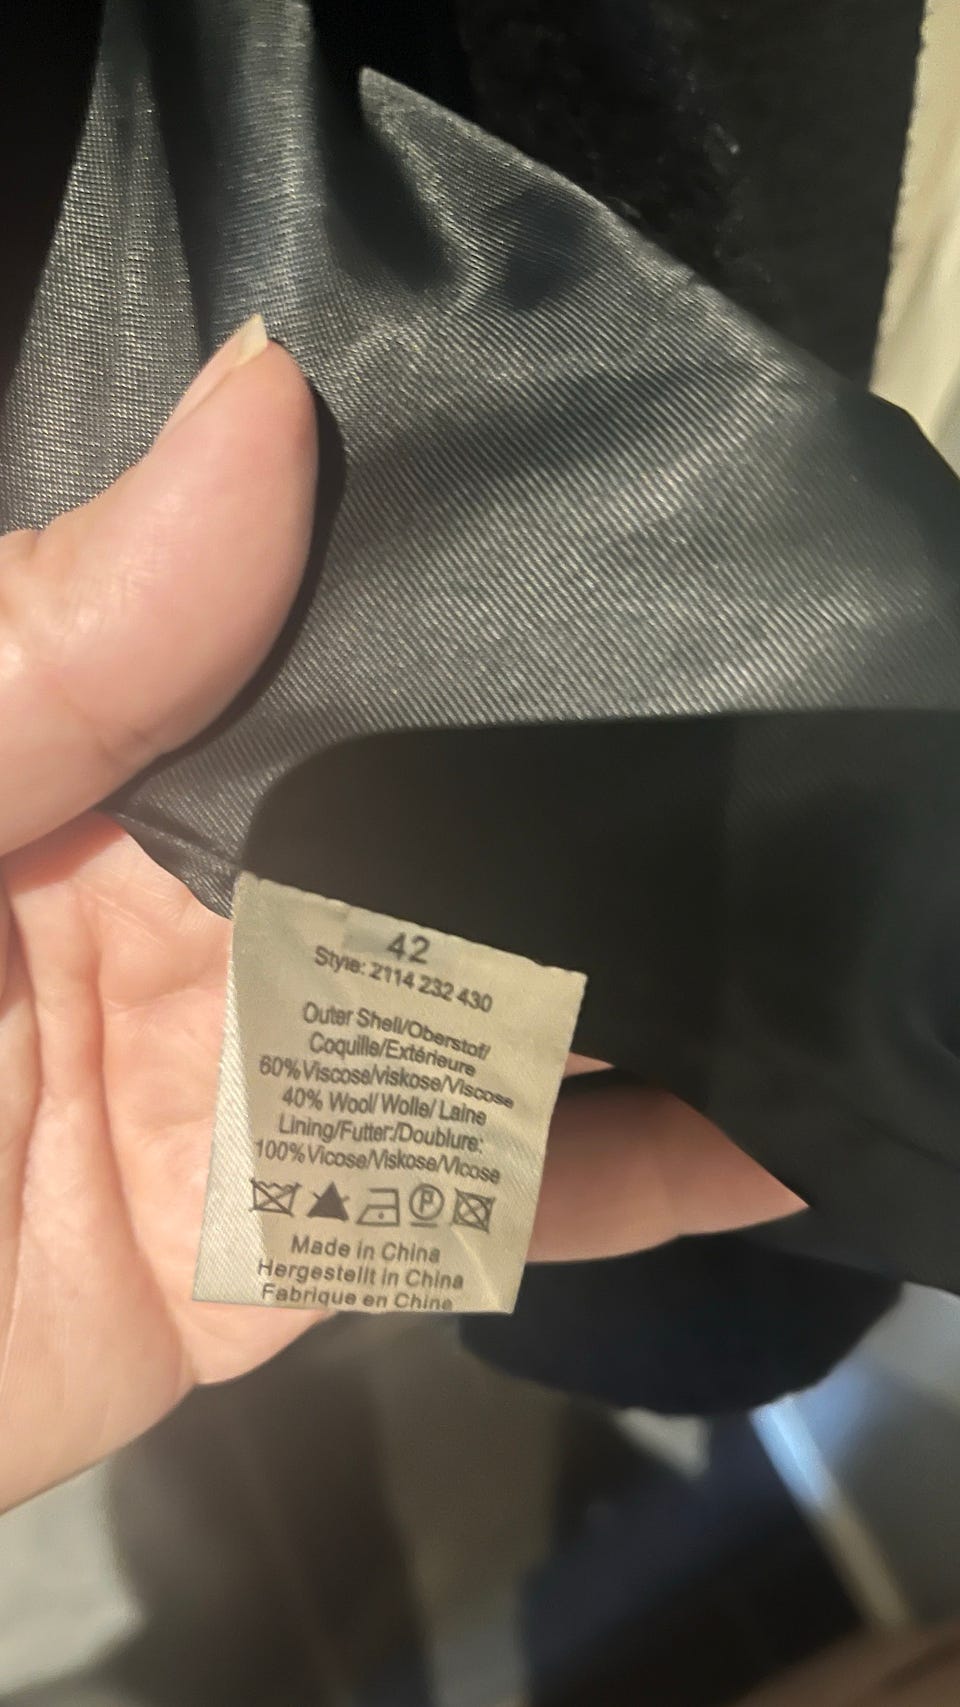 42
Style: 2114 232 430
Outer Shell/Oberstof/
Coquille/Extérieure
60%Viscose/viskose/Viscose
40% Wool/ Wolle/ Laine
Lining/Futter:/Doublure:
100%Vicose/Viskose/Vicose
P
Made in China
Hergestellt in China
Fabrique en Chine